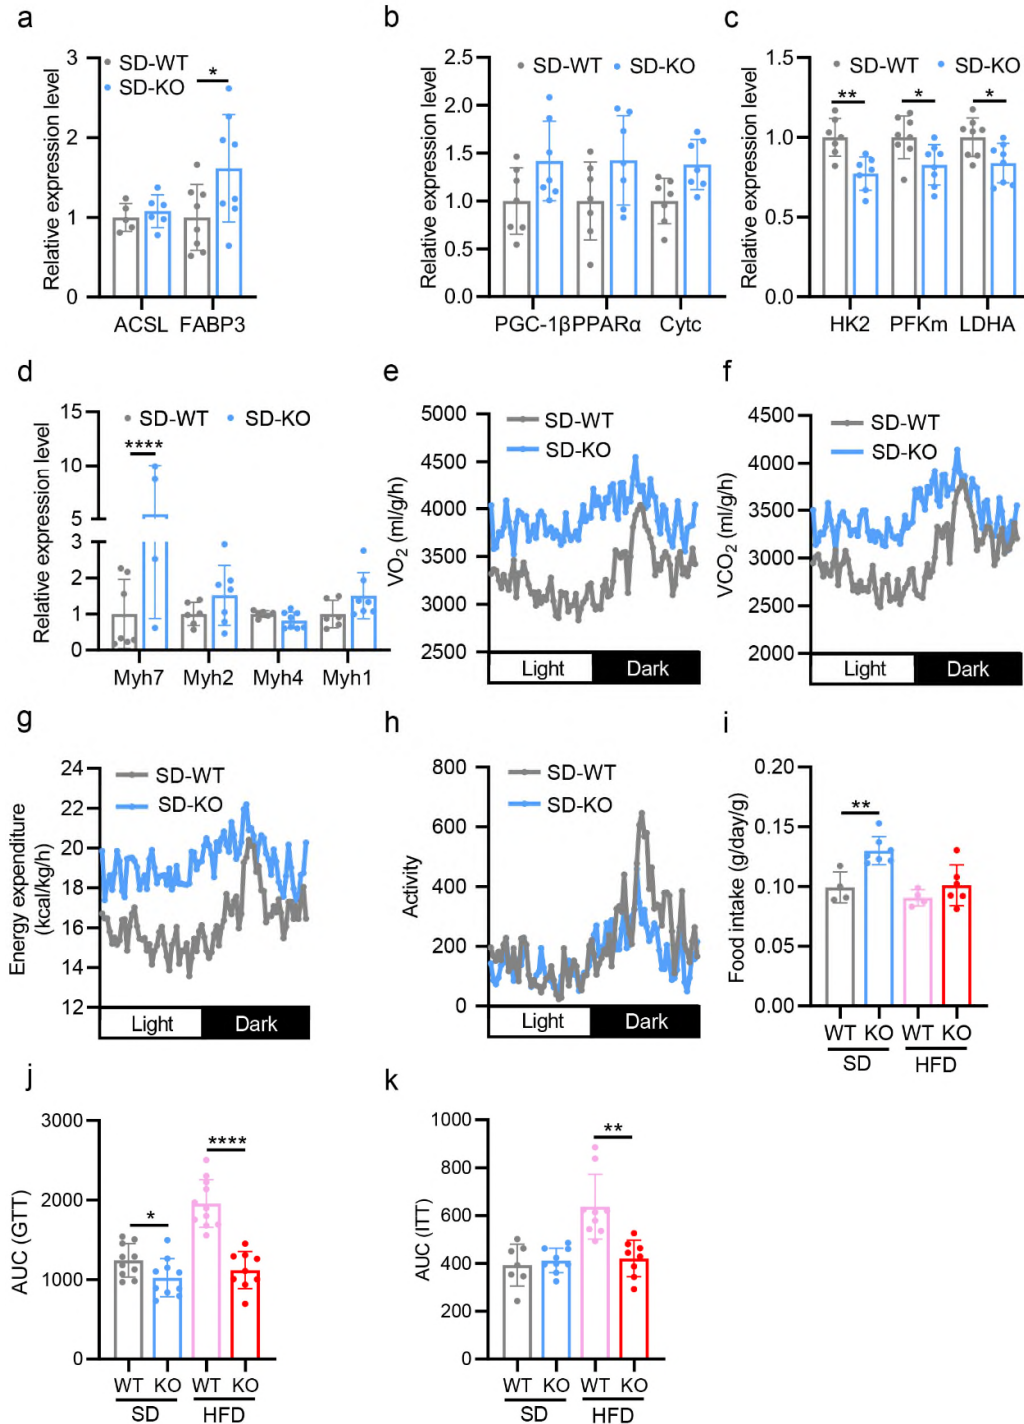 a
Relative expression level
3
2
1
0
SD-WT
SD-KO
*
ACSL FABP3
b
Relative expression level
2.5
2.0
1.5
1.0
0.5
0.0
SD-WT SD-KO
PGC-1β PPARα Cytc
c
Relative expression level
1.5
1.0
0.5
0.0
SD-WT SD-KO
** * *
HK2 PFKm LDHA
d
Relative expression level
15
10
5
3
2
1
0
SD-WT SD-KO
****
Myh7 Myh2 Myh4 Myh1
e
VO2 (ml/g/h)
5000
4500
4000
3500
3000
2500
SD-WT
SD-KO
Light Dark
f
VCO2 (ml/g/h)
4500
4000
3500
3000
2500
2000
SD-WT
SD-KO
Light Dark
g
Energy expenditure
(kcal/kg/h)
24
22
20
18
16
14
12
SD-WT
SD-KO
Light Dark
h
Activity
800
600
400
200
0
SD-WT
SD-KO
Light Dark
i
Food intake (g/day/g)
0.20
0.15
0.10
0.05
0.00
**
WT KO WT KO
SD HFD
j
AUC (GTT)
3000
2000
1000
0
* ****
WT KO WT KO
SD HFD
k
AUC (ITT)
1000
800
600
400
200
0
**
WT KO WT KO
SD HFD